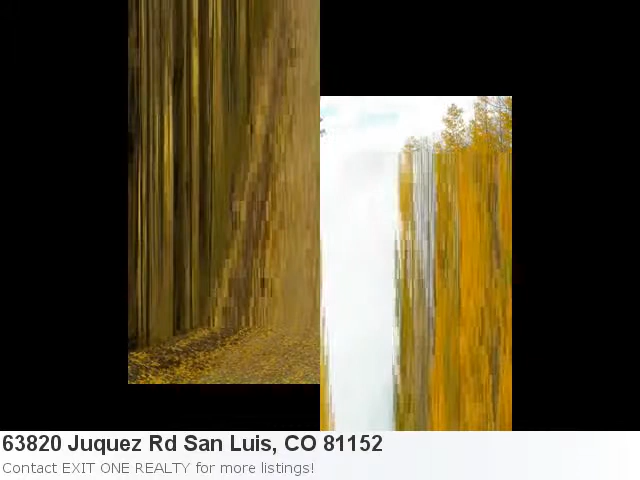 63820 Juquez Rd San Luis, CO 81152
Contact EXIT ONE REALTY for more listings!